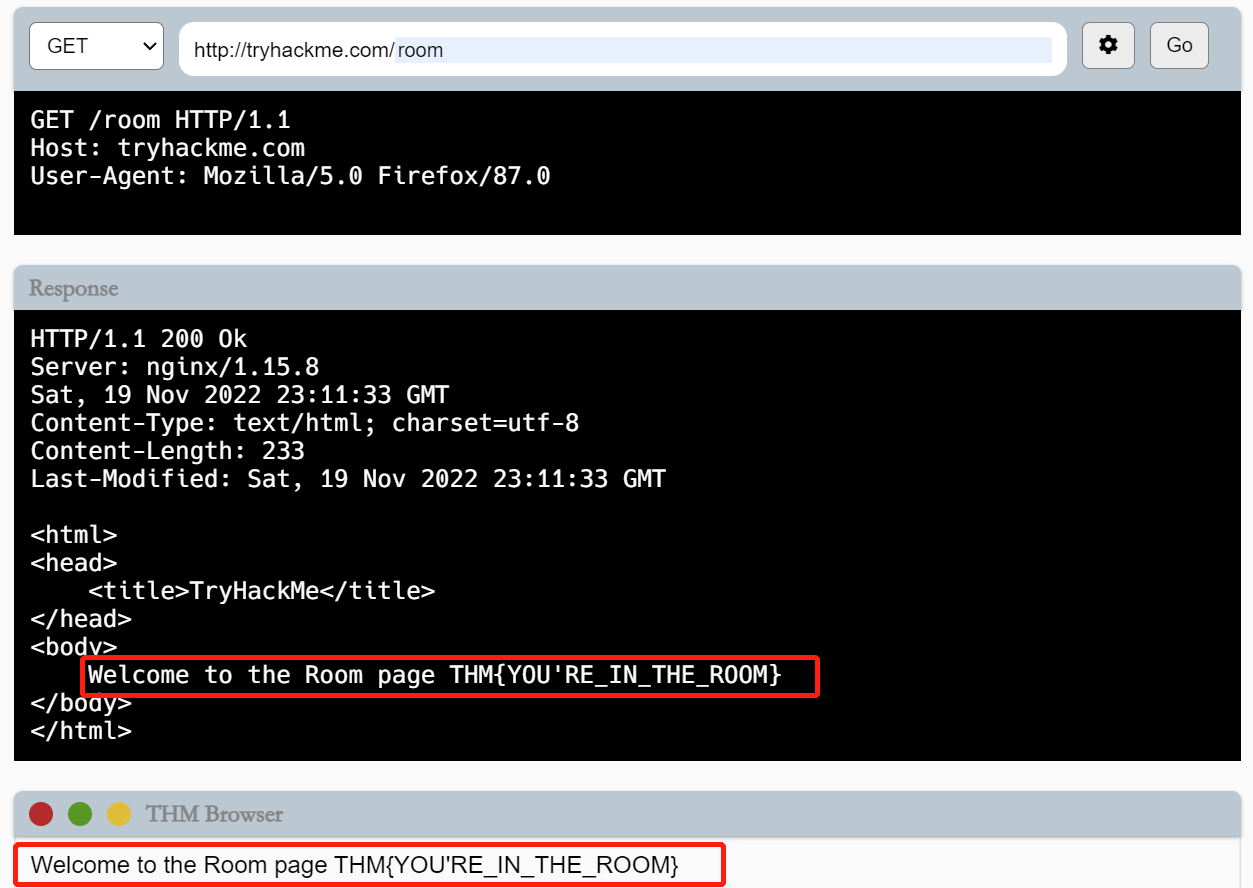 GET
http://tryhackme.com/room
Go
GET /room HTTP/1.1
Host: tryhackme.com
User-Agent: Mozilla/5.0 Firefox/87.0
Response
HTTP/1.1 200 Ok
Server: nginx/1.15.8
Sat, 19 Nov 2022 23:11:33 GMT
Content-Type: text/html; charset=utf-8
Content-Length: 233
Last-Modified: Sat, 19 Nov 2022 23:11:33 GMT
<html>
<head>
    <title>TryHackMe</title>
</head>
<body>
    Welcome to the Room page THM{YOU'RE_IN_THE_ROOM}
</body>
</html>
THM Browser
Welcome to the Room page THM{YOU'RE_IN_THE_ROOM}